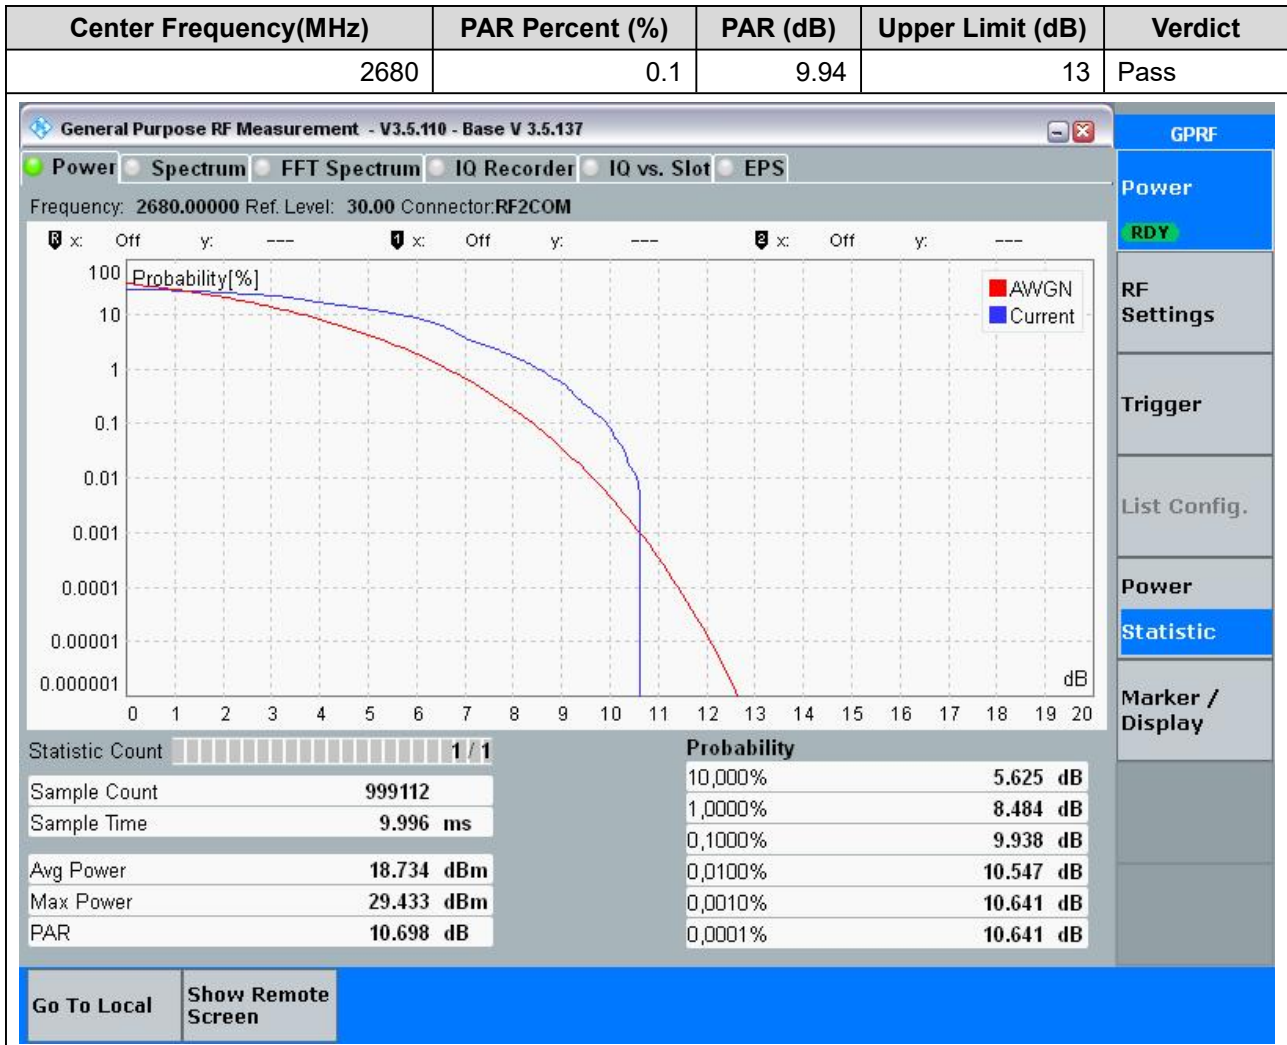 Center Frequency(MHz) PAR Percent (%) PAR (dB) Upper Limit (dB) Verdict
2680 0.1 9.94 13 Pass
General Purpose RF Measurement - V3.5.110 - Base V 3.5.137
GPRF
Power Spectrum FFT Spectrum IQ Recorder IQ vs. Slot EPS
Power
RDY
Frequency: 2680.00000 Ref. Level: 30.00 Connector:RF2COM
R x: Off y: --- 1 x: Off y: --- 2 x: Off y: ---
Probability[%]
AWGN
Current
100
10
1
0.1
0.01
0.001
0.0001
0.00001
0.000001
dB
0 1 2 3 4 5 6 7 8 9 10 11 12 13 14 15 16 17 18 19 20
RF
Settings
Trigger
List Config.
Power
Statistic
Marker /
Display
Statistic Count 1 / 1
Sample Count 999112
Sample Time 9.996 ms
Avg Power 18.734 dBm
Max Power 29.433 dBm
PAR 10.698 dB
Probability
10,000% 5.625 dB
1,0000% 8.484 dB
0,1000% 9.938 dB
0,0100% 10.547 dB
0,0010% 10.641 dB
0,0001% 10.641 dB
Go To Local
Show Remote
Screen